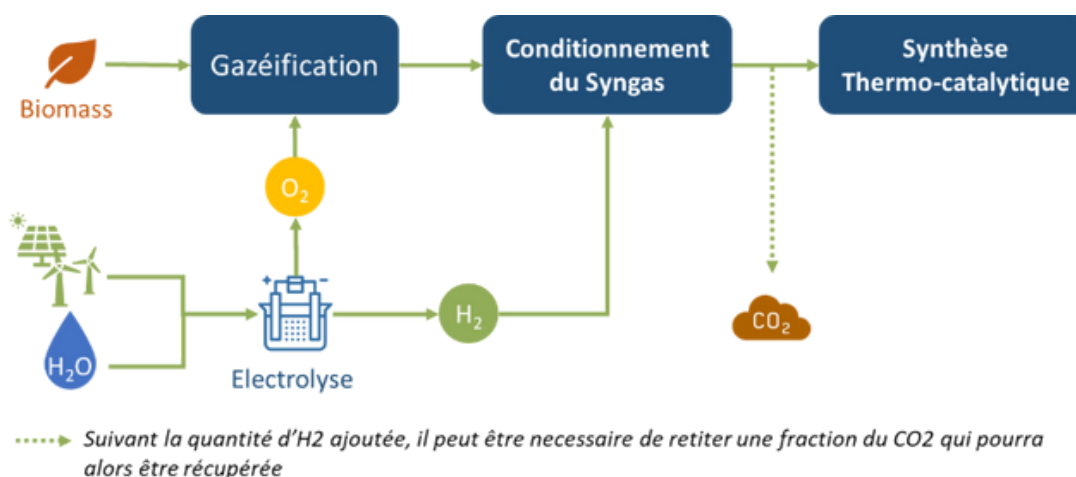 Biomass
Gazéification
Conditionnement
du Syngas
Synthèse
Thermo-catalytique
O₂
H₂
H₂O
CO₂
Electrolyse
Suivant la quantité d'H2 ajoutée, il peut être necessaire de retiter une fraction du CO2 qui pourra
alors être récupérée